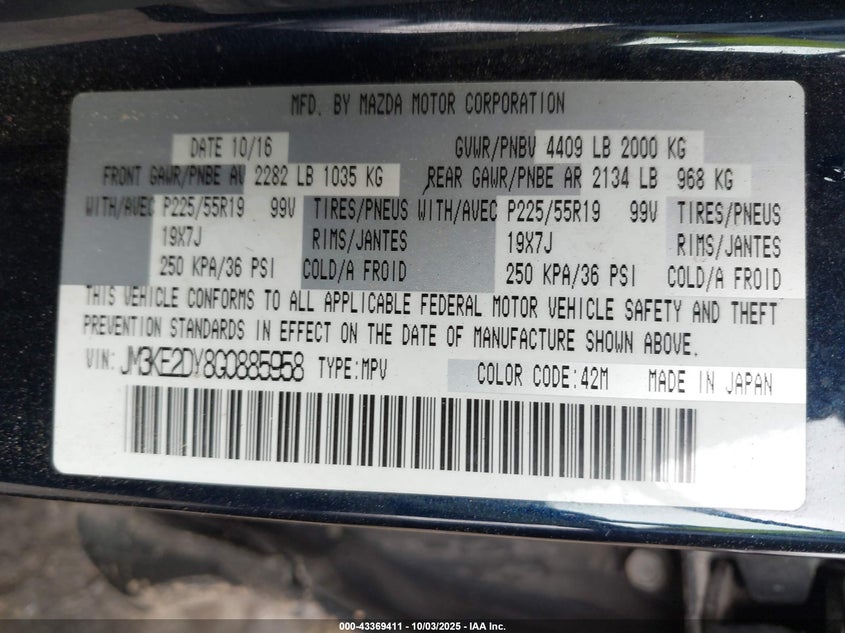 MFD. BY MAZDA MOTOR CORPORATION
DATE 10/16 GVWR/PNBV 4409 LB 2000 KG
FRONT GAWR/PNBE AV 2282 LB 1035 KG REAR GAWR/PNBE AR 2134 LB 968 KG
WITH/AVEC P225/55R19 99V TIRES/PNEUS WITH/AVEC P225/55R19 99V TIRES/PNEUS
19X7J RIMS/JANTES 19X7J RIMS/JANTES
250 KPA/36 PSI COLD/A FROID 250 KPA/36 PSI COLD/A FROID
THIS VEHICLE CONFORMS TO ALL APPLICABLE FEDERAL MOTOR VEHICLE SAFETY AND THEFT
PREVENTION STANDARDS IN EFFECT ON THE DATE OF MANUFACTURE SHOWN ABOVE.
VIN: JM3KE2DY8G0885958 TYPE:MPV COLOR CODE:42M MADE IN JAPAN
000-43369411 - 10/03/2025 - IAA Inc.